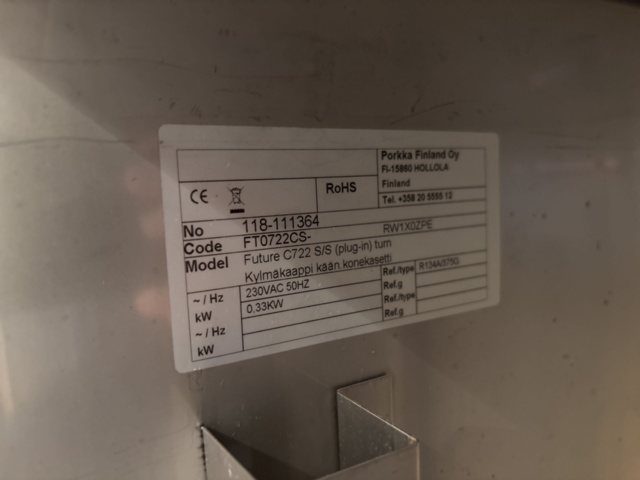 Porkka Finland Oy
FI-15860 HOLLOLA
Finland
Tel. +358 20 5555 12
CE
RoHS
No 118-111364
Code FT0722CS- RW1X0ZPE
Model Future C722 S/S (plug-in) turn
Kylmäkaappi kään.konekasetti
~ / Hz 230VAC 50HZ Ref./type R134A/375G
kW 0,33KW Ref.g
~ / Hz Ref./type
kW Ref.g